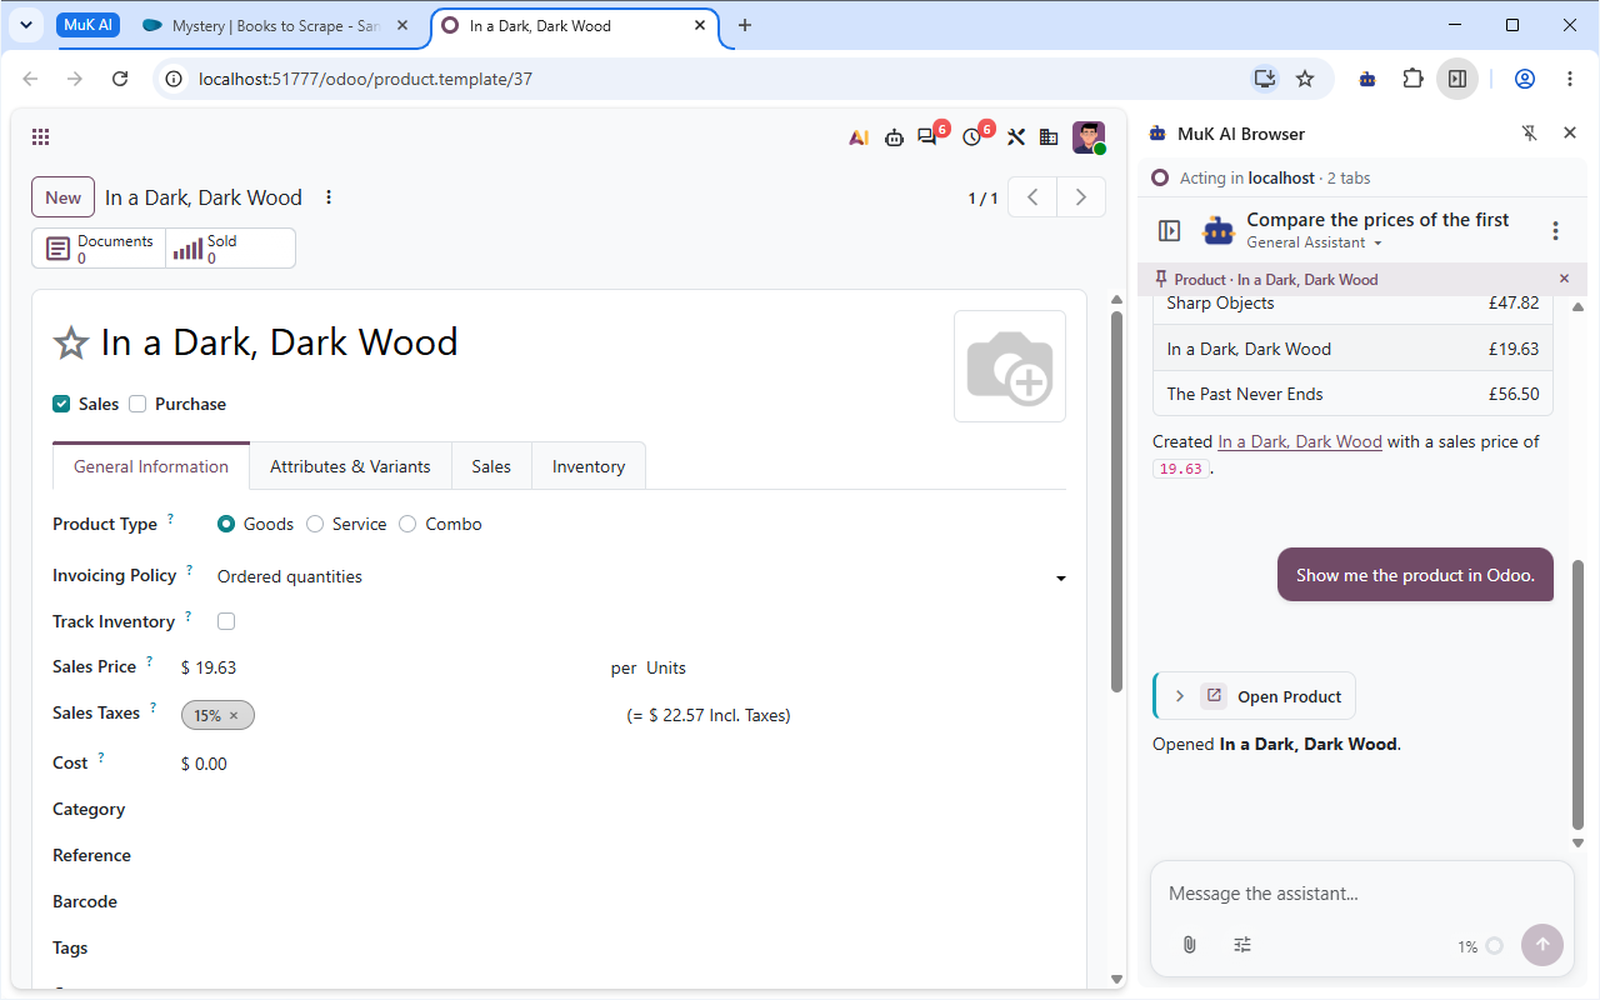 MuK AI
Mystery | Books to Scrape - San
In a Dark, Dark Wood
localhost:51777/odoo/product.template/37
AI
6
6
New
In a Dark, Dark Wood
1 / 1
Documents
0
Sold
0
In a Dark, Dark Wood
Sales
Purchase
General Information
Attributes & Variants
Sales
Inventory
Product Type ?
Goods
Service
Combo
Invoicing Policy ?
Ordered quantities
Track Inventory ?
Sales Price ?
$ 19.63
per Units
Sales Taxes ?
15% ×
(= $ 22.57 Incl. Taxes)
Cost ?
$ 0.00
Category
Reference
Barcode
Tags
MuK AI Browser
Acting in localhost · 2 tabs
Compare the prices of the first
General Assistant
Product · In a Dark, Dark Wood
Sharp Objects £47.82
In a Dark, Dark Wood £19.63
The Past Never Ends £56.50
Created In a Dark, Dark Wood with a sales price of
19.63.
Show me the product in Odoo.
Open Product
Opened In a Dark, Dark Wood.
Message the assistant...
1%